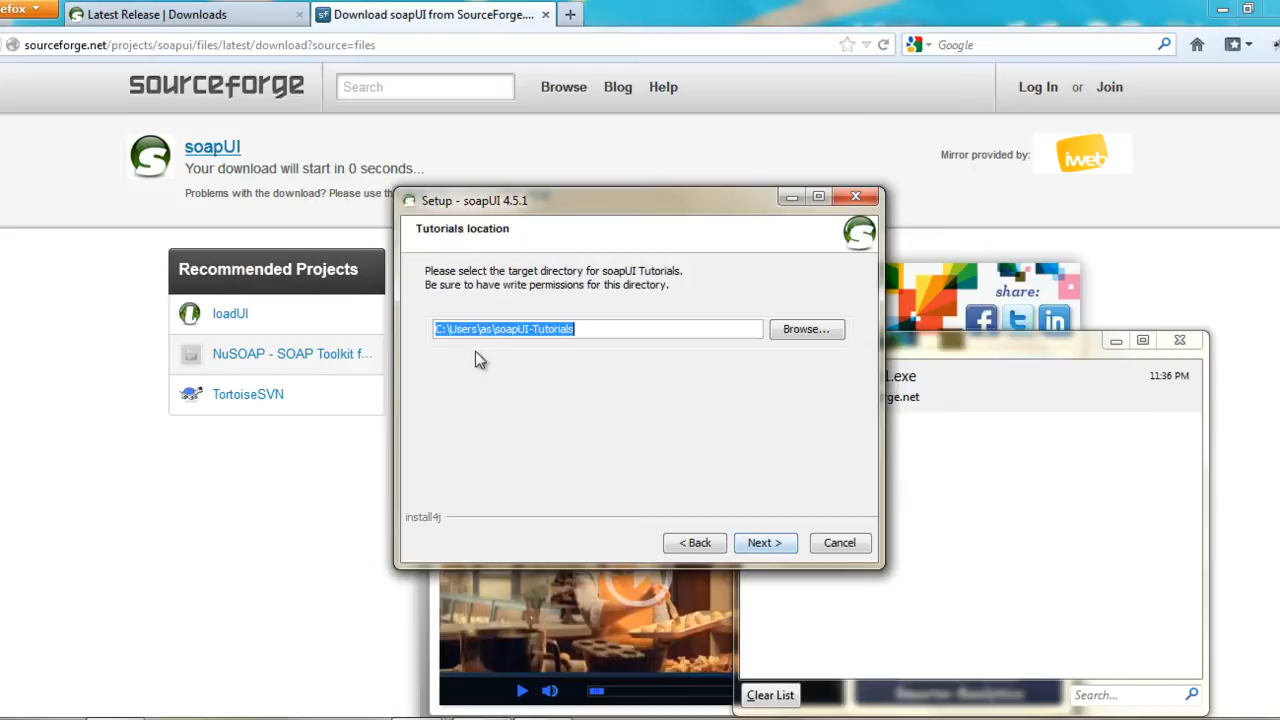 efox
Latest Release | Downloads
Download soapUI from SourceForge....
sourceforge.net/projects/soapui/files/latest/download?source=files
Google
sourceforge
Search
Browse
Blog
Help
Log In or Join
soapUI
Your download will start in 0 seconds...
Problems with the download? Please use th
Mirror provided by:
iweb
Setup - soapUI 4.5.1
Tutorials location
Please select the target directory for soapUI Tutorials.
Be sure to have write permissions for this directory.
C:\Users\as\soapUI-Tutorials
Browse...
Recommended Projects
loadUI
NuSOAP - SOAP Toolkit f...
TortoiseSVN
share:
1.exe
11:36 PM
rge.net
install4j
< Back
Next >
Cancel
Clear List
Search...